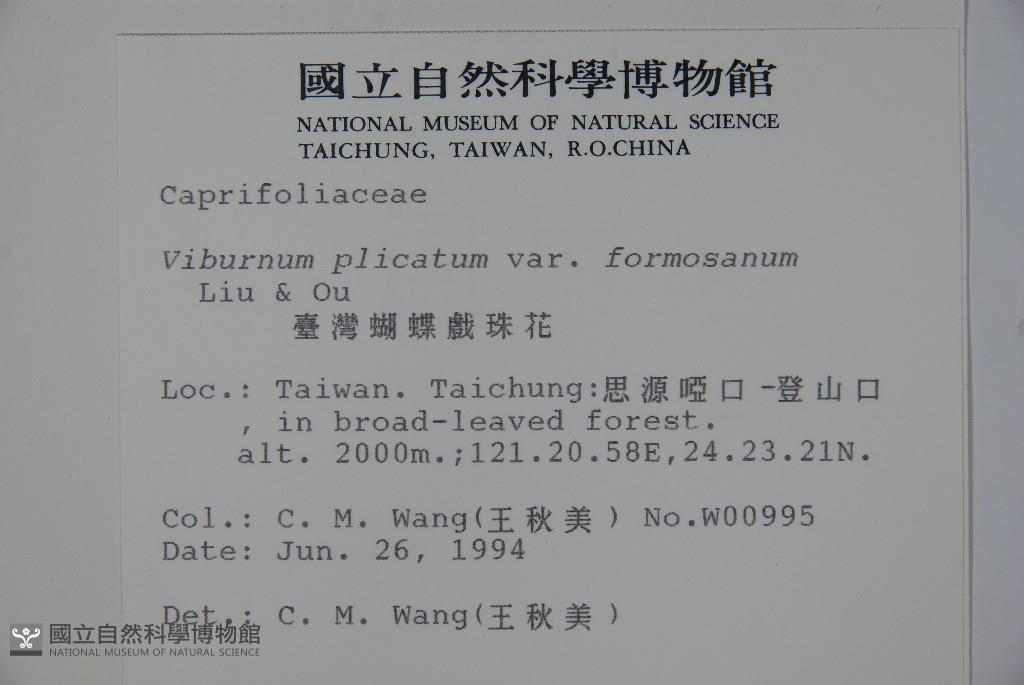 國立自然科學博物館
NATIONAL MUSEUM OF NATURAL SCIENCE
TAICHUNG, TAIWAN, R.O.CHINA
Caprifoliaceae
Viburnum plicatum var. formosanum
Liu & Ou
臺灣蝴蝶戲珠花
Loc.: Taiwan. Taichung:思源啞口-登山口
, in broad-leaved forest.
alt. 2000m.;121.20.58E,24.23.21N.
Col.: C. M. Wang(王秋美) No.W00995
Date: Jun. 26, 1994
Det.: C. M. Wang(王秋美)
國立自然科學博物館
NATIONAL MUSEUM OF NATURAL SCIENCE